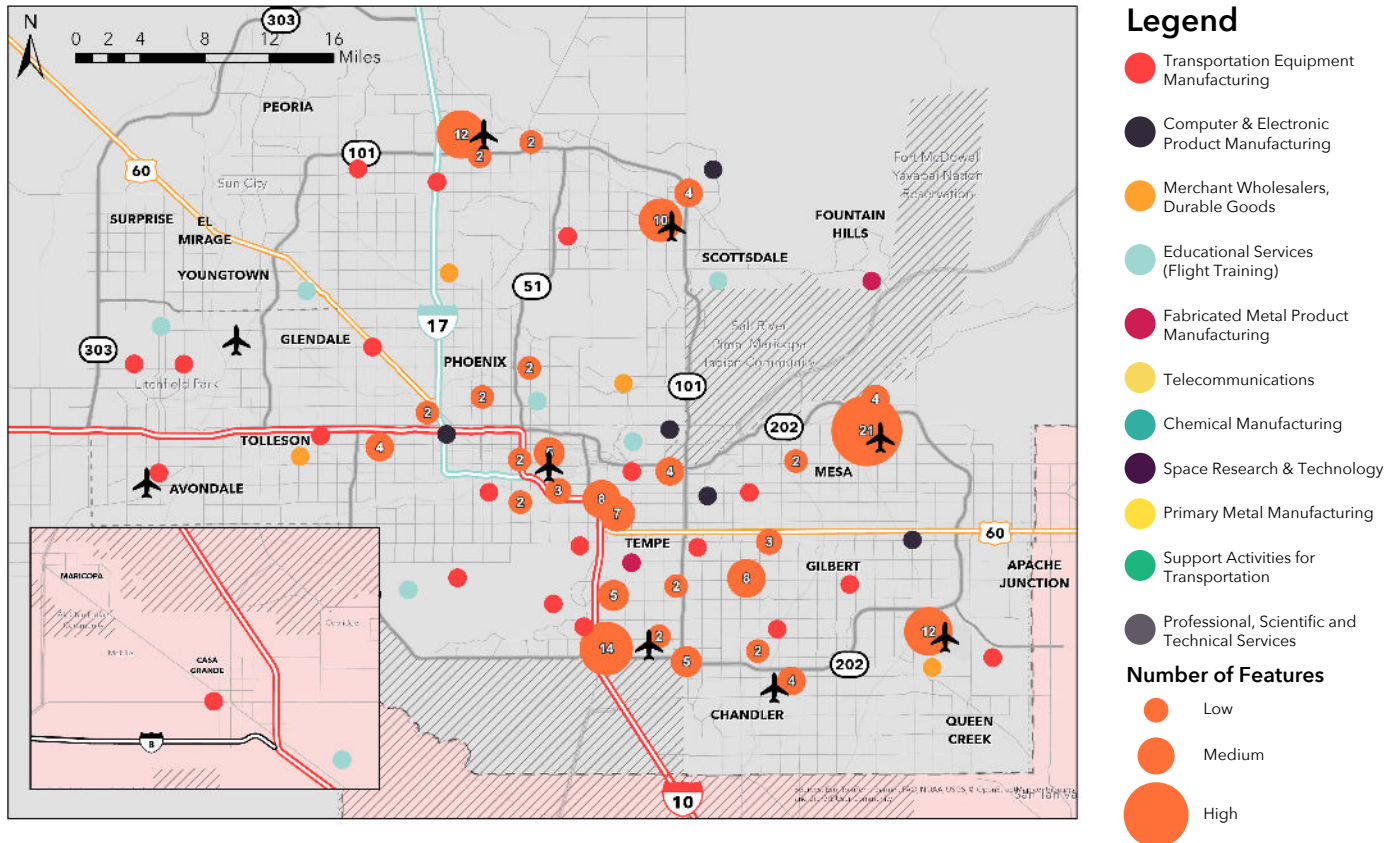 N
0 2 4 8 12 16
Miles
303
PEORIA
12
2
2
101
60
Sun City
4
Fort McDowell
Yavapai Nation
Reservation
SURPRISE
EL
MIRAGE
10
FOUNTAIN
HILLS
YOUNGTOWN
SCOTTSDALE
51
17
303
GLENDALE
Salt River
Pima Maricopa
Indian Community
Litchfield Park
PHOENIX
2
101
2
2
4
202
21
TOLLESON
4
2
5
4
2
MESA
AVONDALE
3
2
8
7
60
TEMPE
3
GILBERT
APACHE
JUNCTION
8
2
5
12
14
2
5
2
202
4
CHANDLER
QUEEN
CREEK
10
MARICOPA
CASA
GRANDE
8
Legend
Transportation Equipment
Manufacturing
Computer & Electronic
Product Manufacturing
Merchant Wholesalers,
Durable Goods
Educational Services
(Flight Training)
Fabricated Metal Product
Manufacturing
Telecommunications
Chemical Manufacturing
Space Research & Technology
Primary Metal Manufacturing
Support Activities for
Transportation
Professional, Scientific and
Technical Services
Number of Features
Low
Medium
High